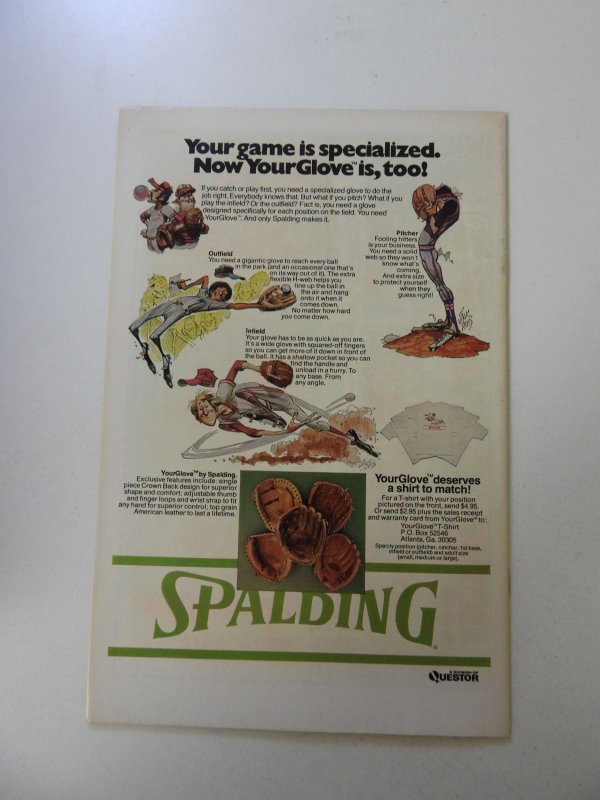 Your game is specialized.
Now YourGlove™ is, too!
If you catch or play first, you need a specialized glove to do the
job right. Everybody knows that. But what if you pitch? What if you
play the infield? Or the outfield? Fact is, you need a glove
designed specifically for each position on the field. You need
YourGlove™. And only Spalding makes it.
Pitcher
Fooling hitters
is your business.
You need a solid
web so they won't
know what's
coming.
And extra size
to protect yourself
when they
guess right!
Outfield
You need a gigantic glove to reach every ball
in the park (and an occasional one that's
on its way out of it). The extra
flexible H-web helps you
line up the ball in
the air and hang
onto it when it
comes down.
No matter how hard
you come down.
Infield
Your glove has to be as quick as you are.
It's a wide glove with squared-off fingers
so you can get more of it down in front of
the ball. It has a shallow pocket so you can
find the handle and
unload in a hurry. To
any base. From
any angle.
YourGlove™ by Spalding.
Exclusive features include: single
piece Crown Back design for superior
shape and comfort; adjustable thumb
and finger loops and wrist strap to fit
any hand for superior control; top grain
American leather to last a lifetime.
YourGlove™ deserves
a shirt to match!
For a T-shirt with your position
pictured on the front, send $4.95.
Or send $2.95 plus the sales receipt
and warranty card from YourGlove™ to:
YourGlove™ T-Shirt
P.O. Box 52546
Atlanta, Ga. 30305
Specify position (pitcher, catcher, 1st base,
infield or outfield) and adult size
(small, medium or large).
SPALDING®
A DIVISION OF
QUESTOR